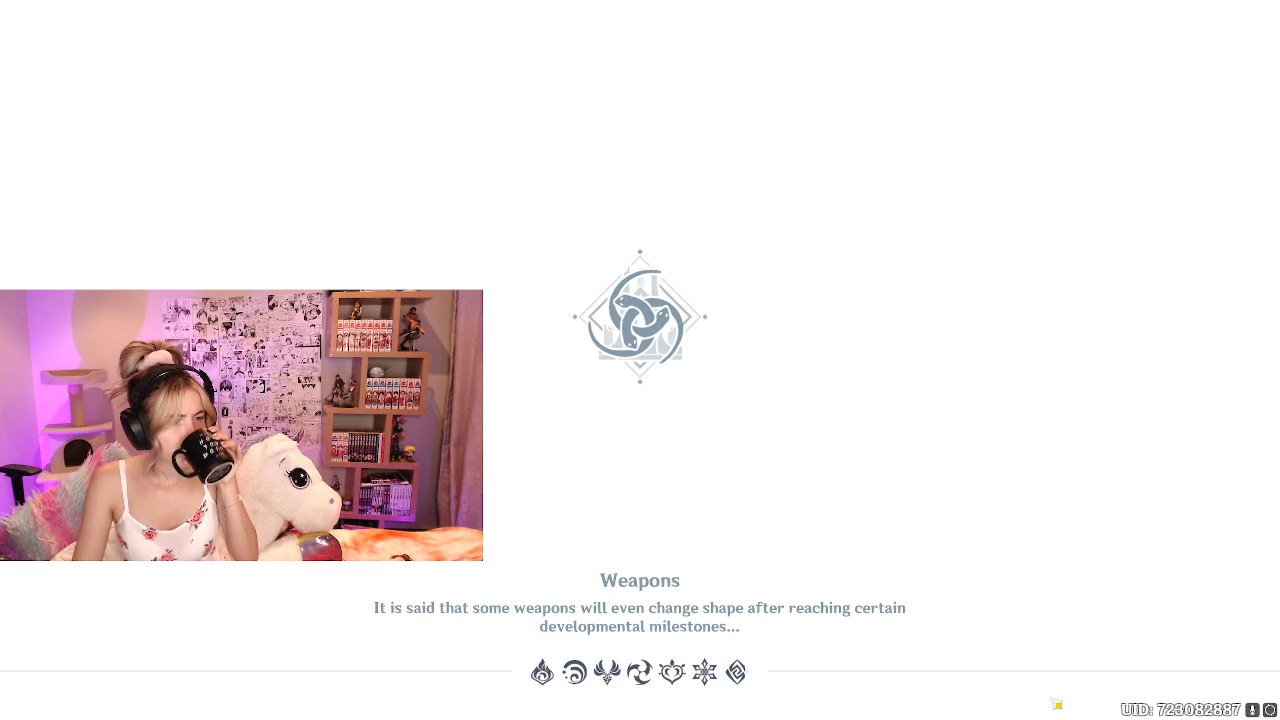 Weapons
It is said that some weapons will even change shape after reaching certain
developmental milestones...
UID: 723082887